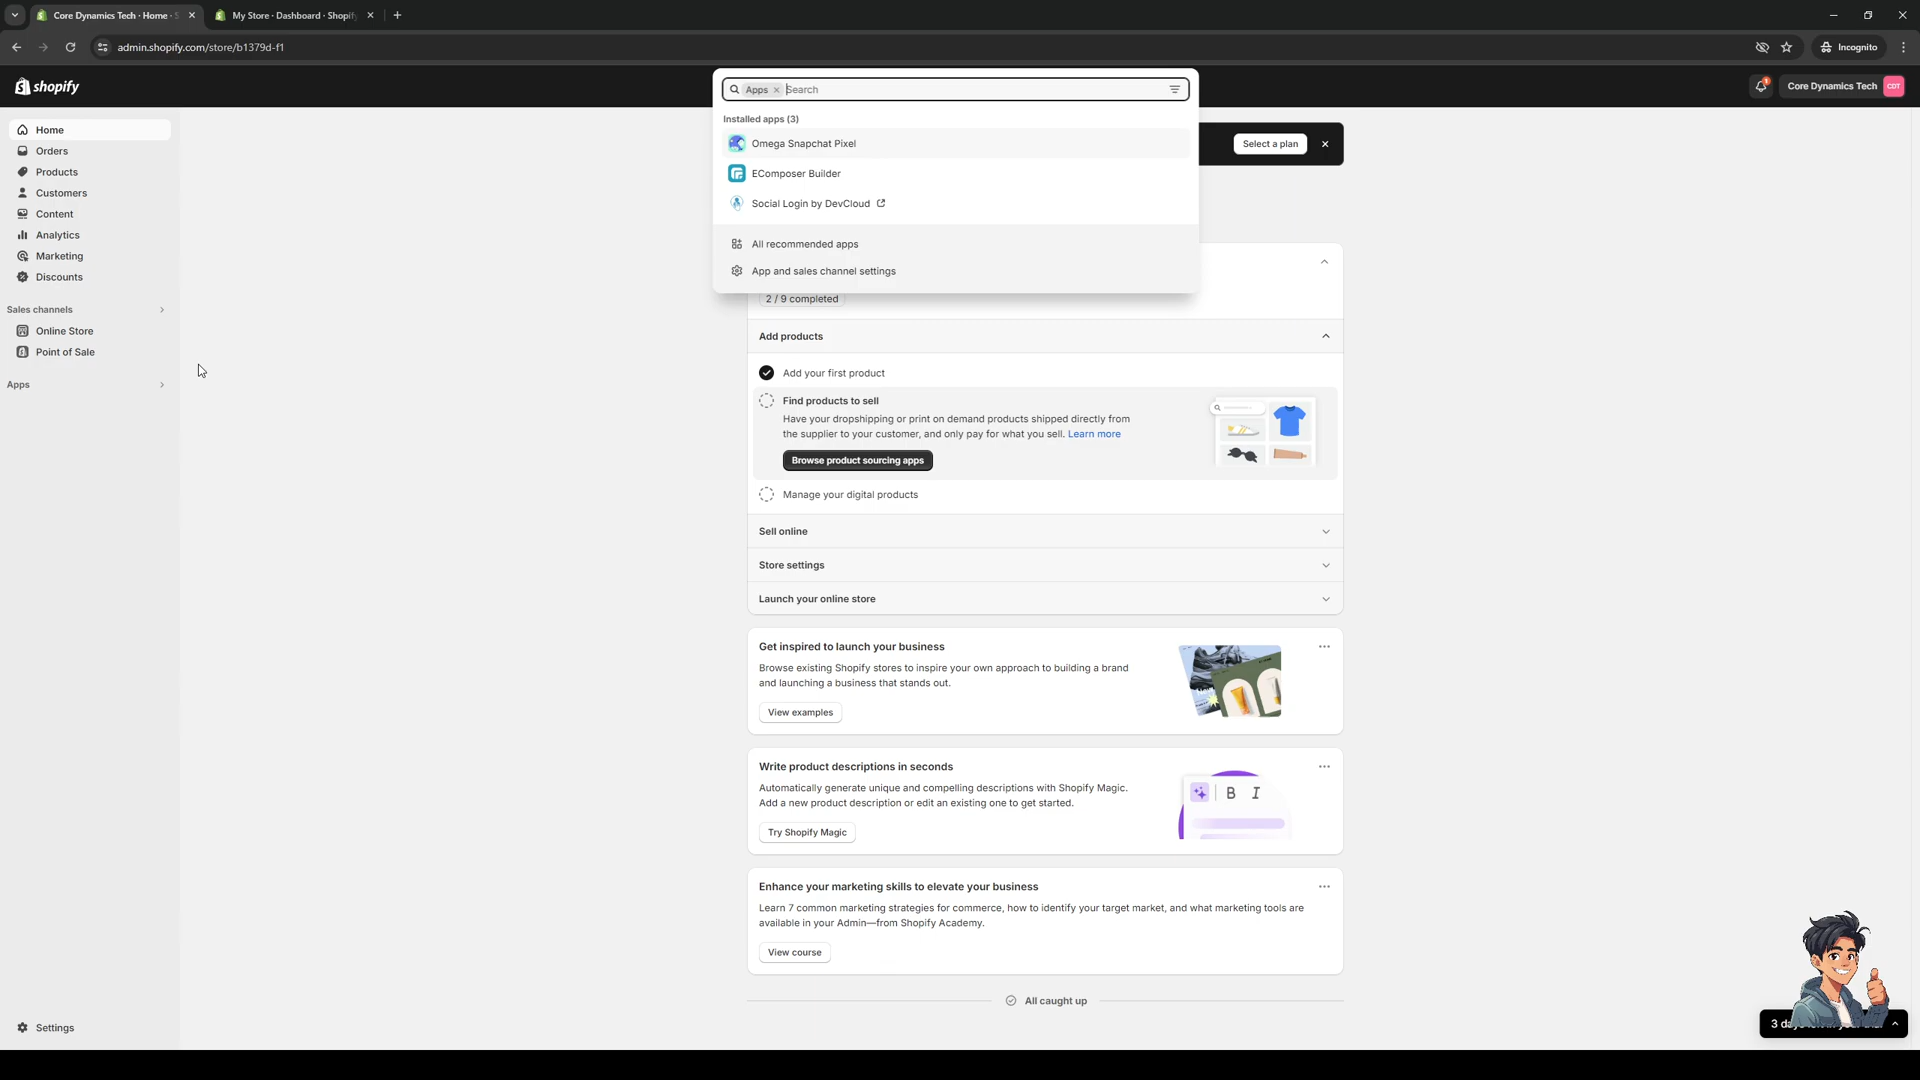 Core Dynamics Tech · Home · S
My Store · Dashboard · Shopify
admin.shopify.com/store/b1379d-f1
Incognito
shopify
Apps
Search
Core Dynamics Tech
CDT
1
Installed apps (3)
Omega Snapchat Pixel
EComposer Builder
Social Login by DevCloud
All recommended apps
App and sales channel settings
Select a plan
Home
Orders
Products
Customers
Content
Analytics
Marketing
Discounts
Sales channels
Online Store
Point of Sale
Apps
Settings
2 / 9 completed
Add products
Add your first product
Find products to sell
Have your dropshipping or print on demand products shipped directly from
the supplier to your customer, and only pay for what you sell. Learn more
Browse product sourcing apps
Manage your digital products
Sell online
Store settings
Launch your online store
Get inspired to launch your business
Browse existing Shopify stores to inspire your own approach to building a brand
and launching a business that stands out.
View examples
Write product descriptions in seconds
Automatically generate unique and compelling descriptions with Shopify Magic.
Add a new product description or edit an existing one to get started.
Try Shopify Magic
B I
Enhance your marketing skills to elevate your business
Learn 7 common marketing strategies for commerce, how to identify your target market, and what marketing tools are
available in your Admin—from Shopify Academy.
View course
All caught up
3